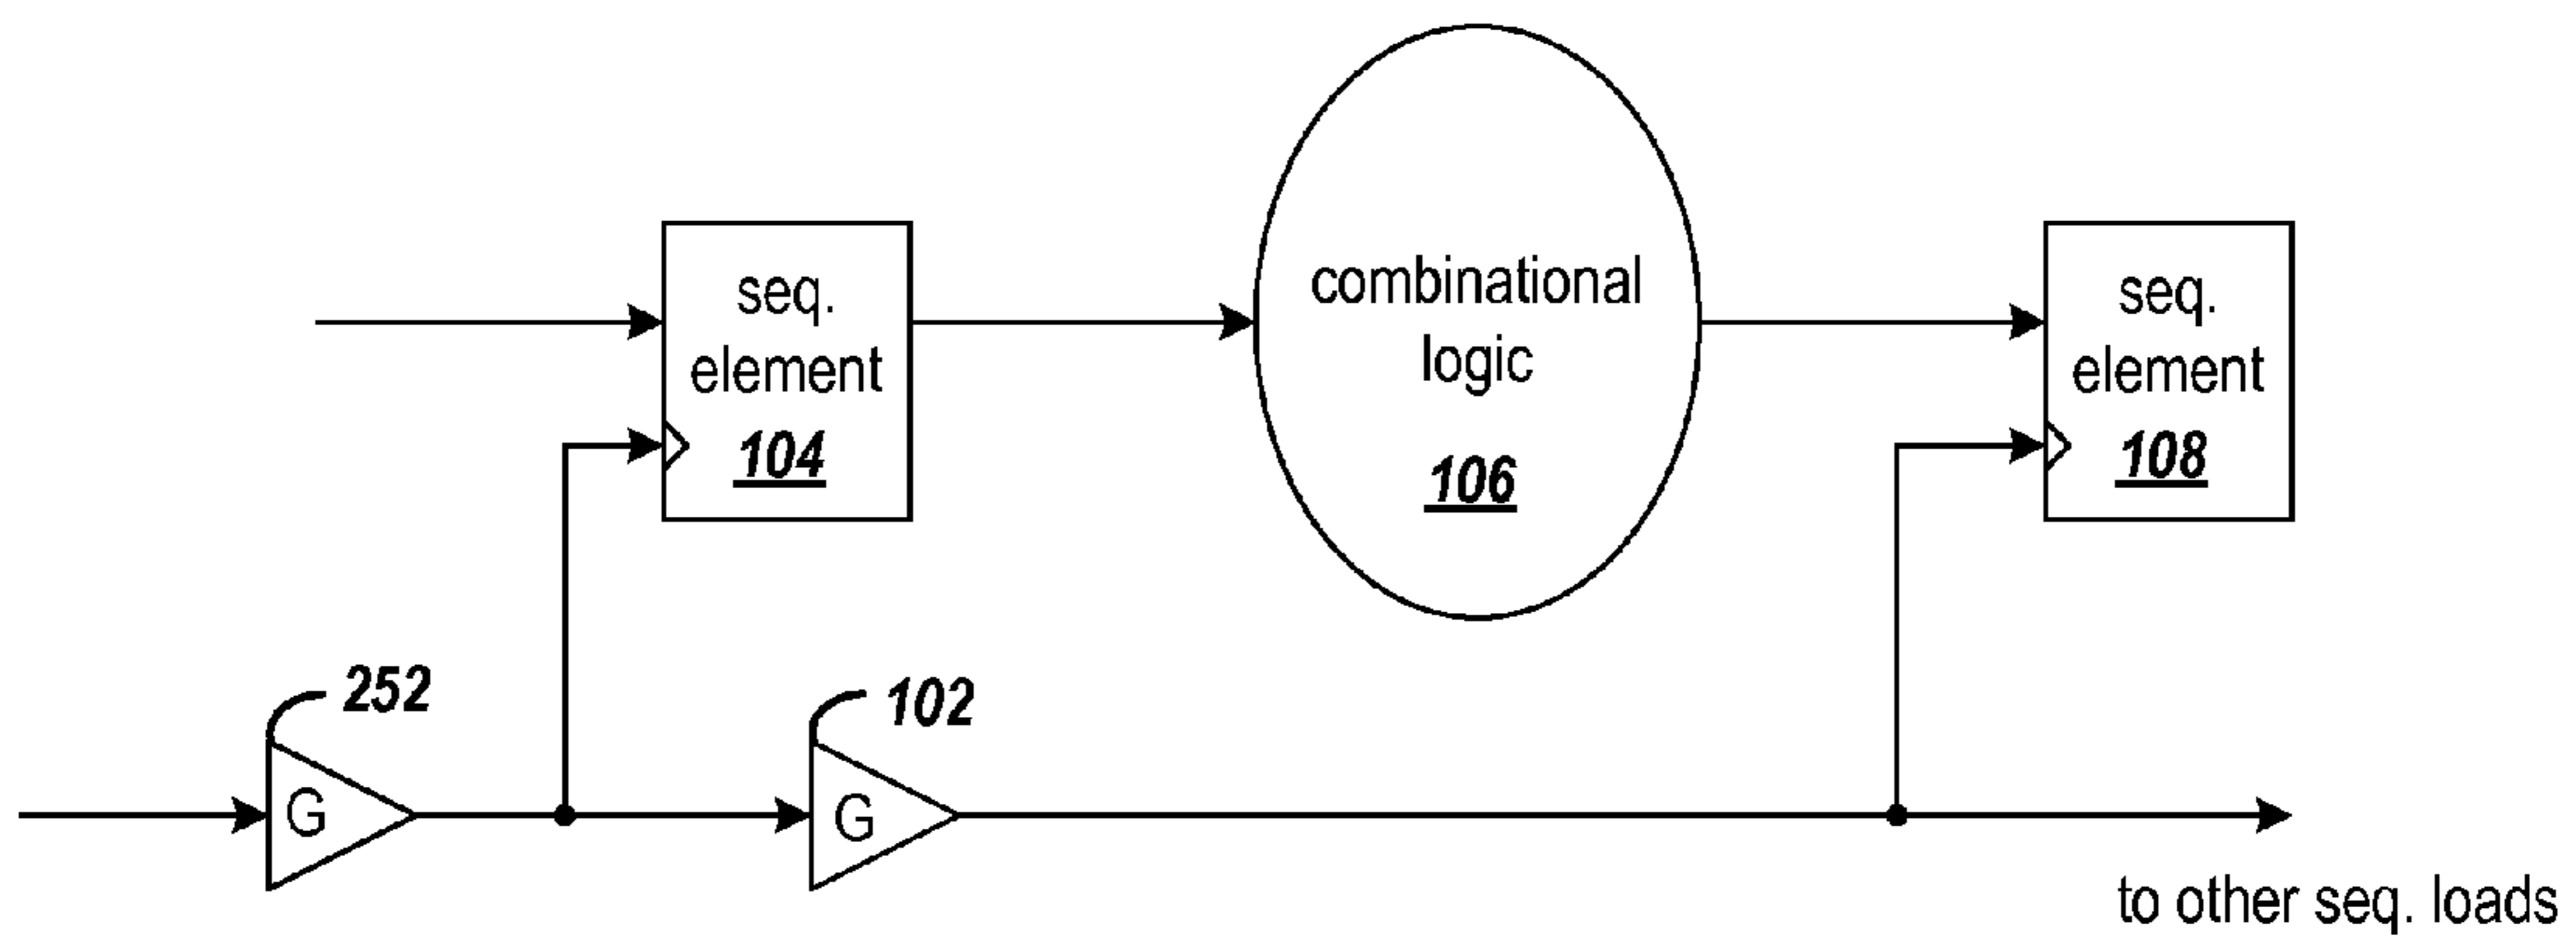 seq.
element
104
combinational
logic
106
seq.
element
108
252
102
G
G
to other seq. loads